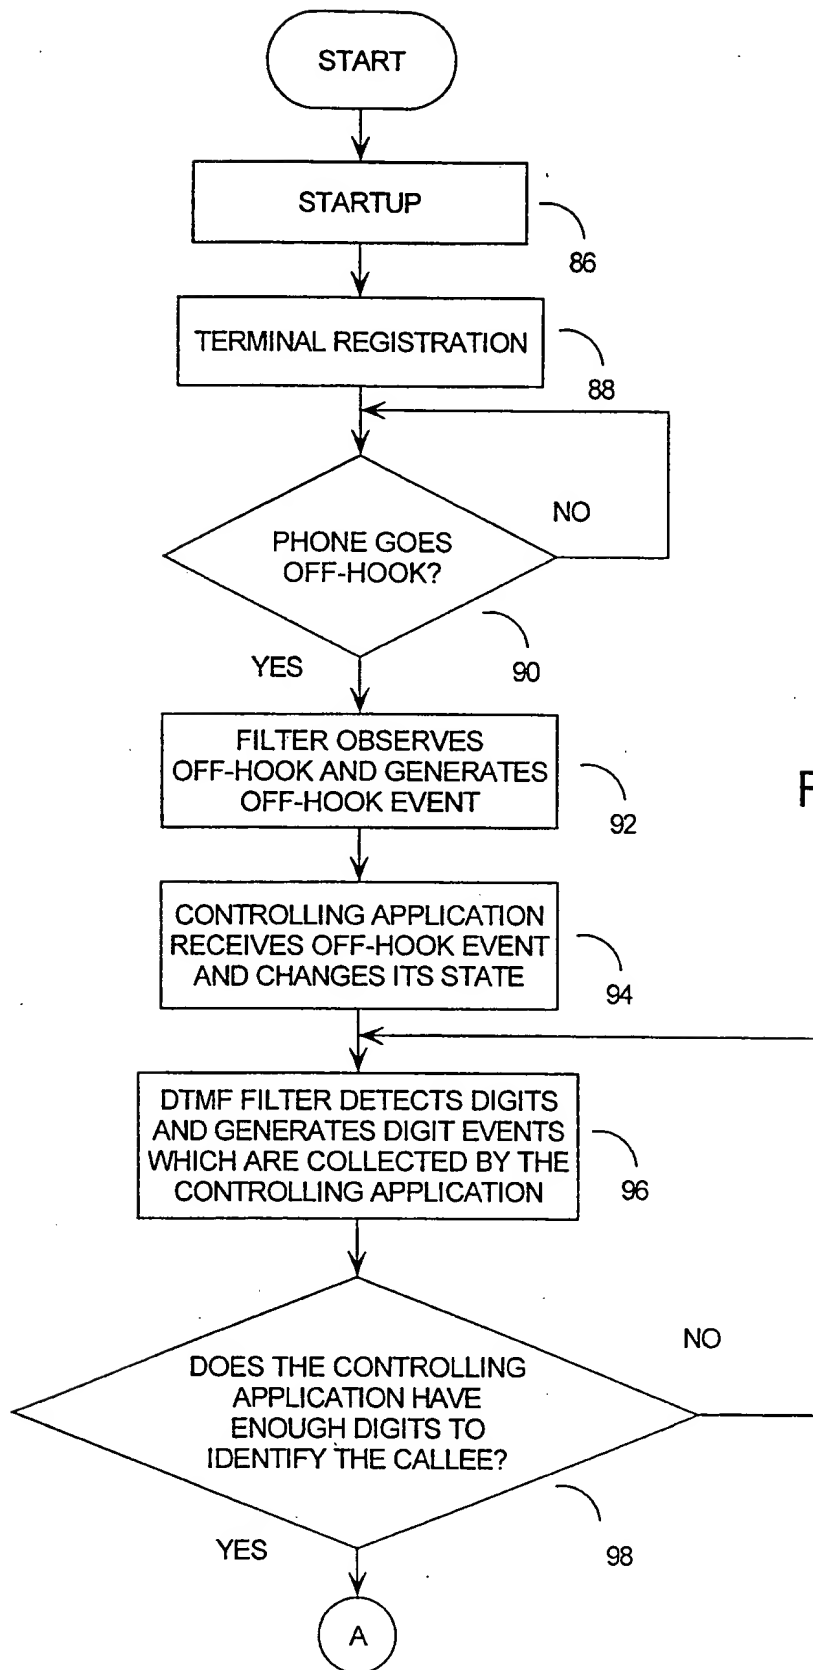 START
STARTUP
86
TERMINAL REGISTRATION
88
NO
PHONE GOES
OFF-HOOK?
YES
90
FILTER OBSERVES
OFF-HOOK AND GENERATES
OFF-HOOK EVENT
92
F
CONTROLLING APPLICATION
RECEIVES OFF-HOOK EVENT
AND CHANGES ITS STATE
94
DTMF FILTER DETECTS DIGITS
AND GENERATES DIGIT EVENTS
WHICH ARE COLLECTED BY THE
CONTROLLING APPLICATION
96
NO
DOES THE CONTROLLING
APPLICATION HAVE
ENOUGH DIGITS TO
IDENTIFY THE CALLEE?
YES
98
A